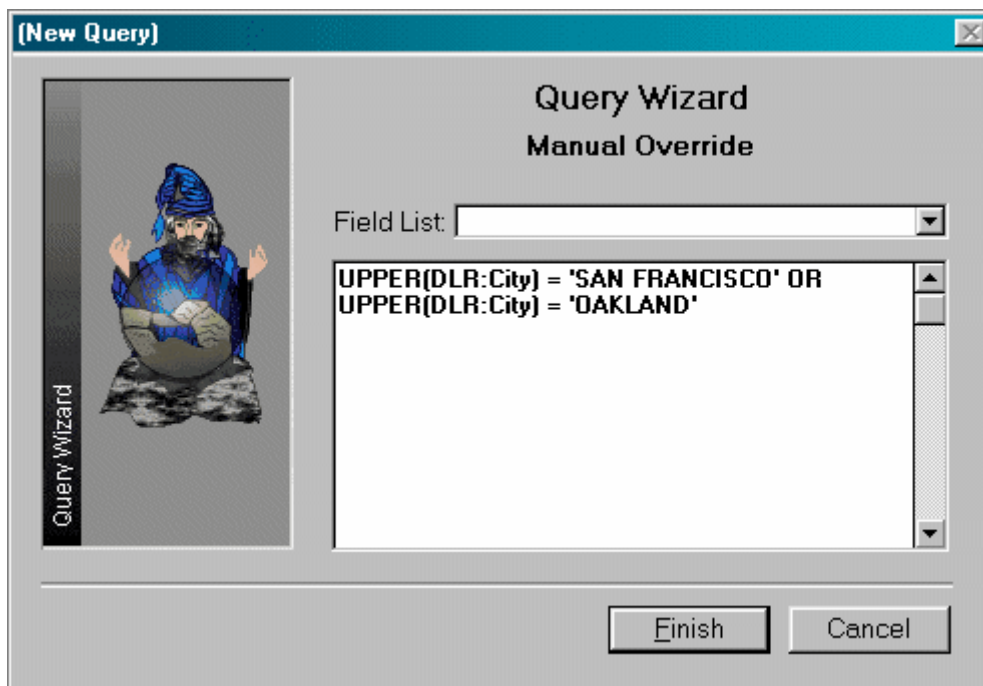 (New Query)
Query Wizard
Manual Override
Field List:
UPPER(DLR:City) = 'SAN FRANCISCO' OR
UPPER(DLR:City) = 'OAKLAND'
Query Wizard
Finish
Cancel